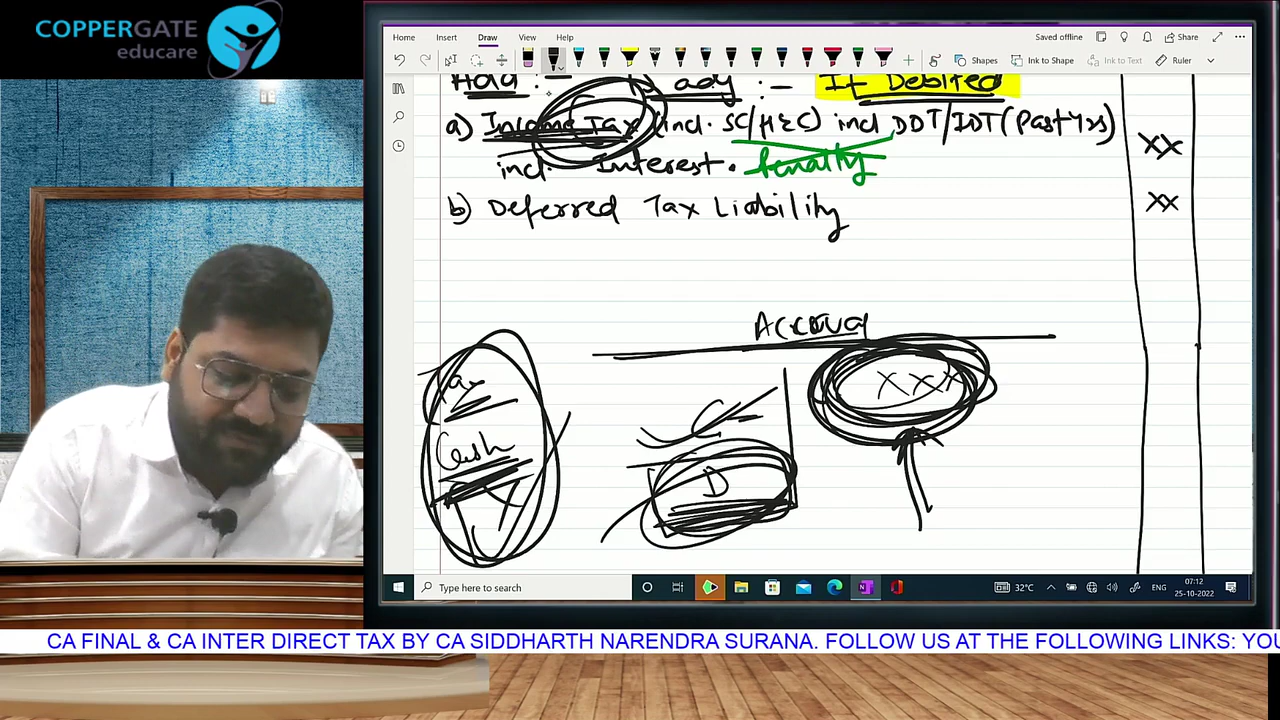 COPPERGATE
educare
Home Insert Draw View Help
Saved offline
Share
Shapes
Ink to Shape
Ink to Text
Ruler
Add :- adj :- If Debited
a) Income Tax (incl. SC/H&EC) incl DDT/IDT (Past Yrs) XX
incl. Interest. Penalty
b) Deferred Tax Liability XX
Accrual
Tax
Cash
C
D
XXX
Type here to search
32°C
ENG
07:12
25-10-2022
CA FINAL & CA INTER DIRECT TAX BY CA SIDDHARTH NARENDRA SURANA. FOLLOW US AT THE FOLLOWING LINKS: YOU